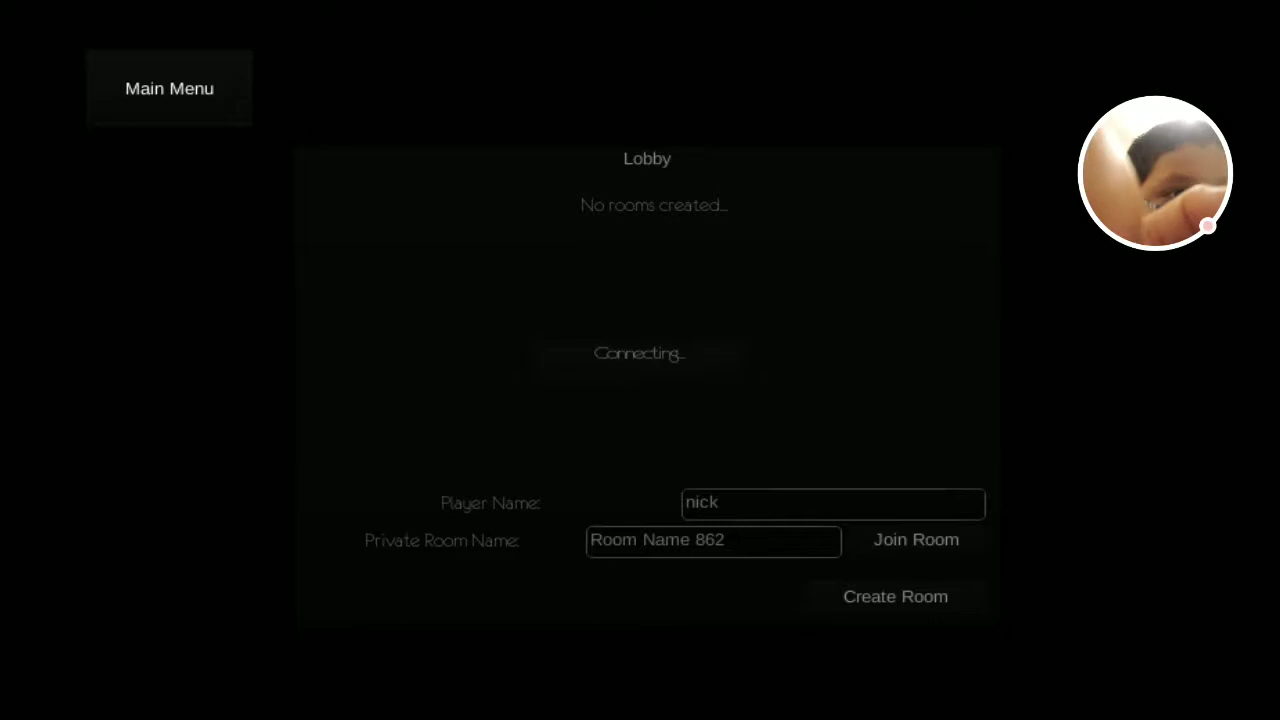 Main Menu
Lobby
No rooms created...
Connecting...
Player Name:
nick
Private Room Name:
Room Name 862
Join Room
Create Room